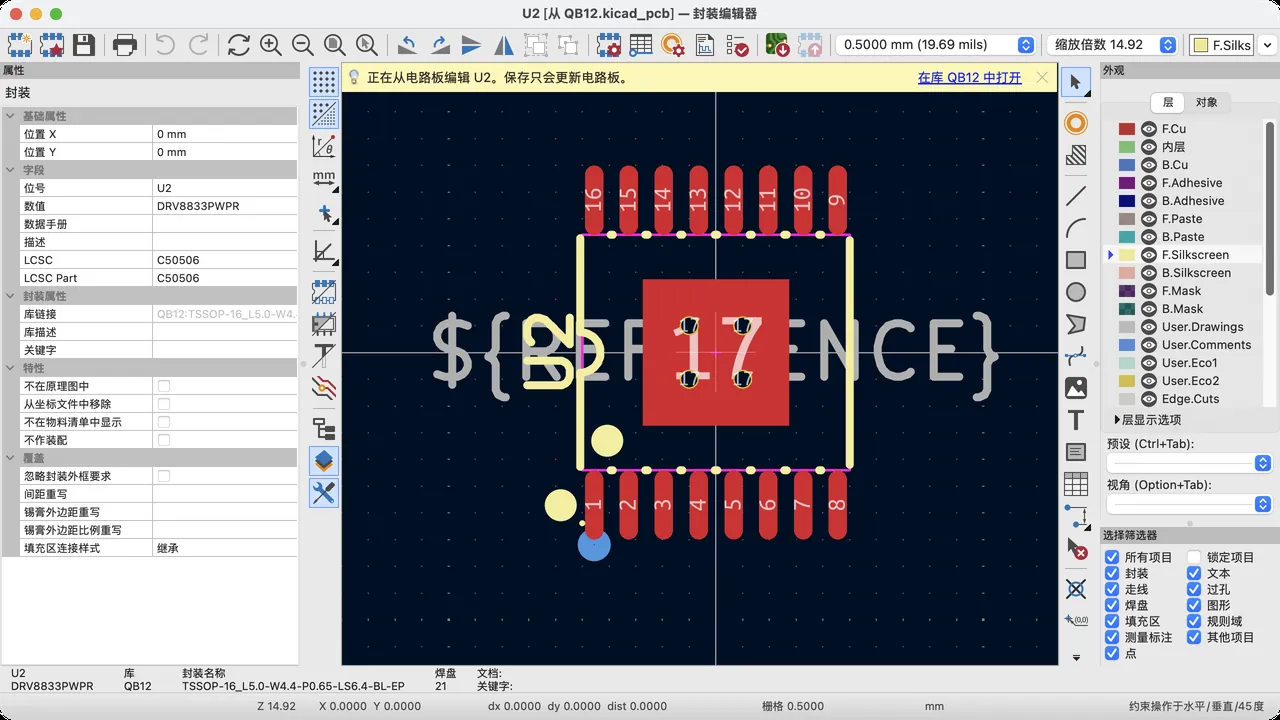 U2 [从 QB12.kicad_pcb] — 封装编辑器
0.5000 mm (19.69 mils)
缩放倍数 14.92
F.Silks
属性
封装
基础属性
位置 X 0 mm
位置 Y 0 mm
字段
位号 U2
数值 DRV8833PWPR
数据手册
描述
LCSC C50506
LCSC Part C50506
封装属性
库链接 QB12:TSSOP-16_L5.0-W4.
库描述
关键字
特性
不在原理图中
从坐标文件中移除
不在物料清单中显示
不作装配
覆盖
忽略封装外框要求
间距重写
锡膏外边距重写
锡膏外边距比例重写
填充区连接样式 继承
mm
正在从电路板编辑 U2。保存只会更新电路板。
在库 QB12 中打开
16 15 14 13 12 11 10 9
${REFERENCE}
U2
17
17 17
17 17
1 2 3 4 5 6 7 8
(0,0)
外观
层 对象
F.Cu
内层
B.Cu
F.Adhesive
B.Adhesive
F.Paste
B.Paste
F.Silkscreen
B.Silkscreen
F.Mask
B.Mask
User.Drawings
User.Comments
User.Eco1
User.Eco2
Edge.Cuts
层显示选项
预设 (Ctrl+Tab):
视角 (Option+Tab):
选择筛选器
所有项目 锁定项目
封装 文本
走线 过孔
焊盘 图形
填充区 规则域
测量标注 其他项目
点
U2 库 封装名称 焊盘 文档:
DRV8833PWPR QB12 TSSOP-16_L5.0-W4.4-P0.65-LS6.4-BL-EP 21 关键字:
Z 14.92 X 0.0000 Y 0.0000 dx 0.0000 dy 0.0000 dist 0.0000 栅格 0.5000 mm 约束操作于水平/垂直/45度